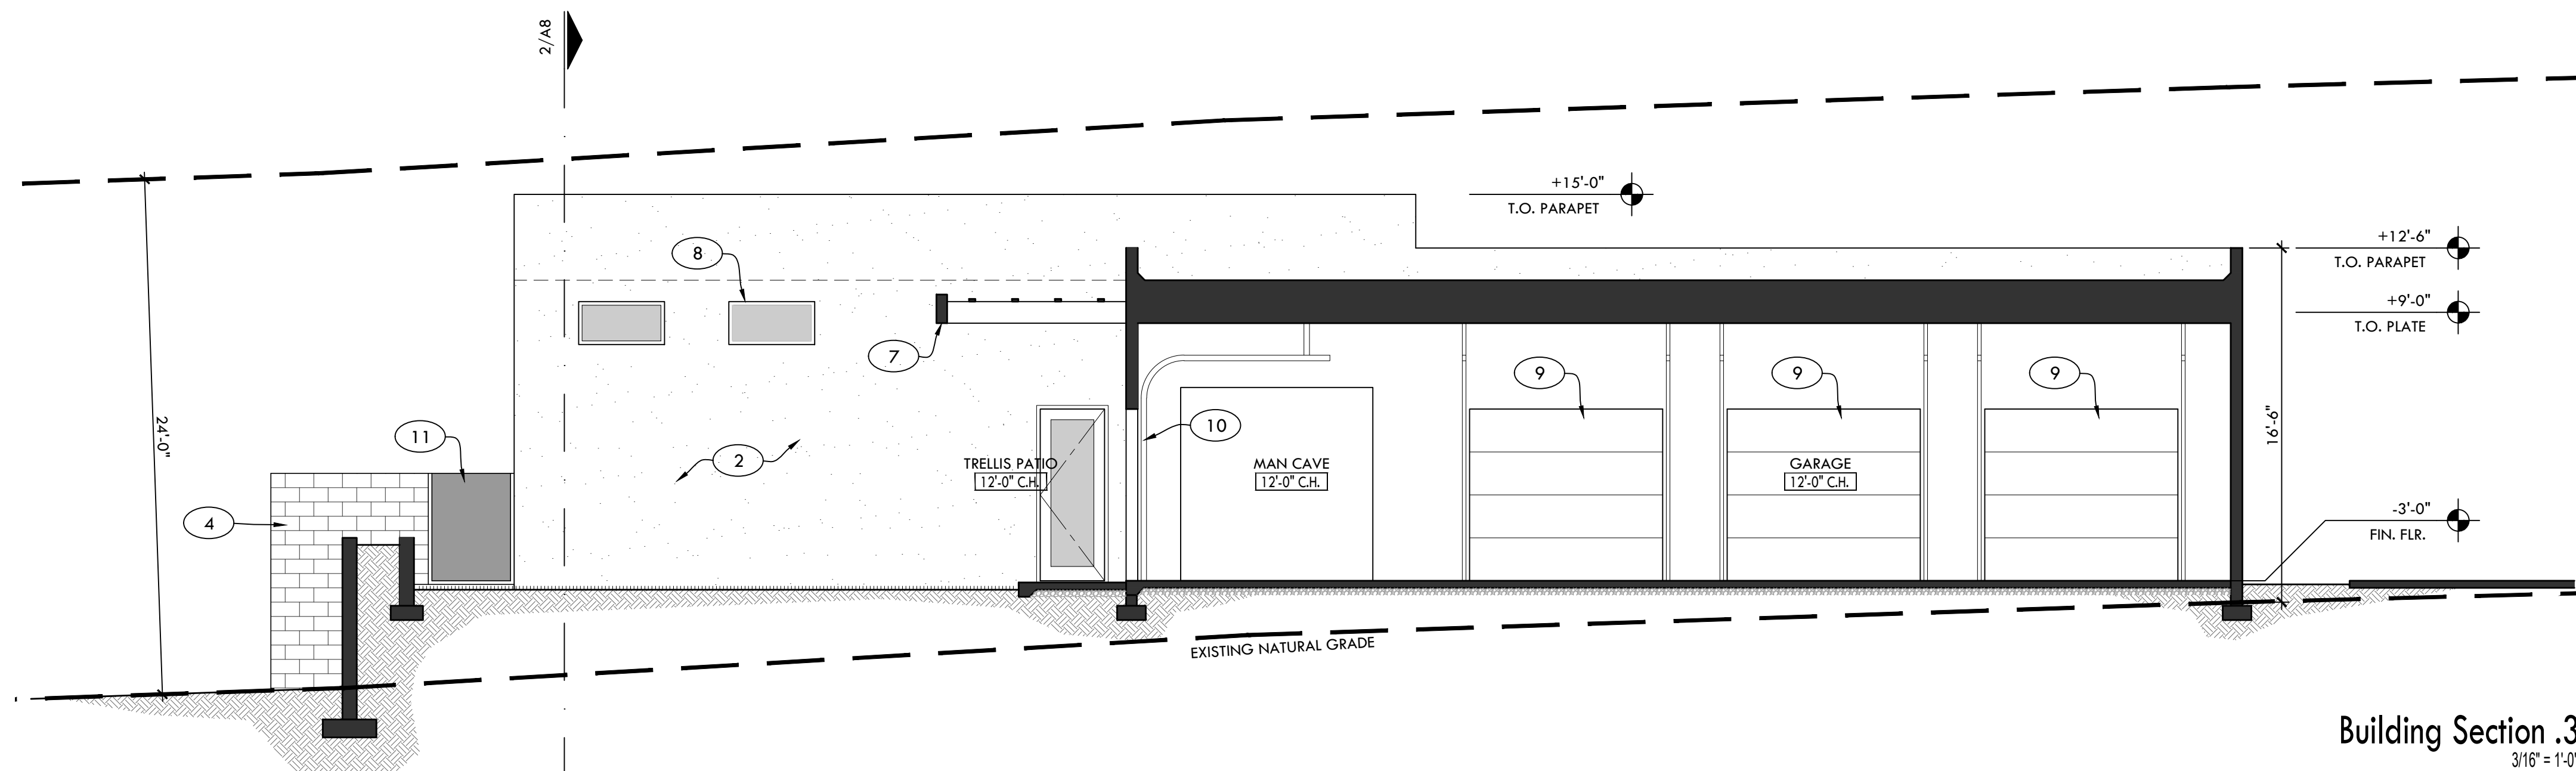 2/A8
+15'-0"
T.O. PARAPET
+12'-6"
T.O. PARAPET
8
+9'-0"
T.O. PLATE
7
9
9
9
24'-0"
11
10
16'-6"
2
TRELLIS PATIO
12'-0" C.H.
MAN CAVE
12'-0" C.H.
GARAGE
12'-0" C.H.
4
-3'-0"
FIN. FLR.
EXISTING NATURAL GRADE
Building Section .3
3/16" = 1'-0"